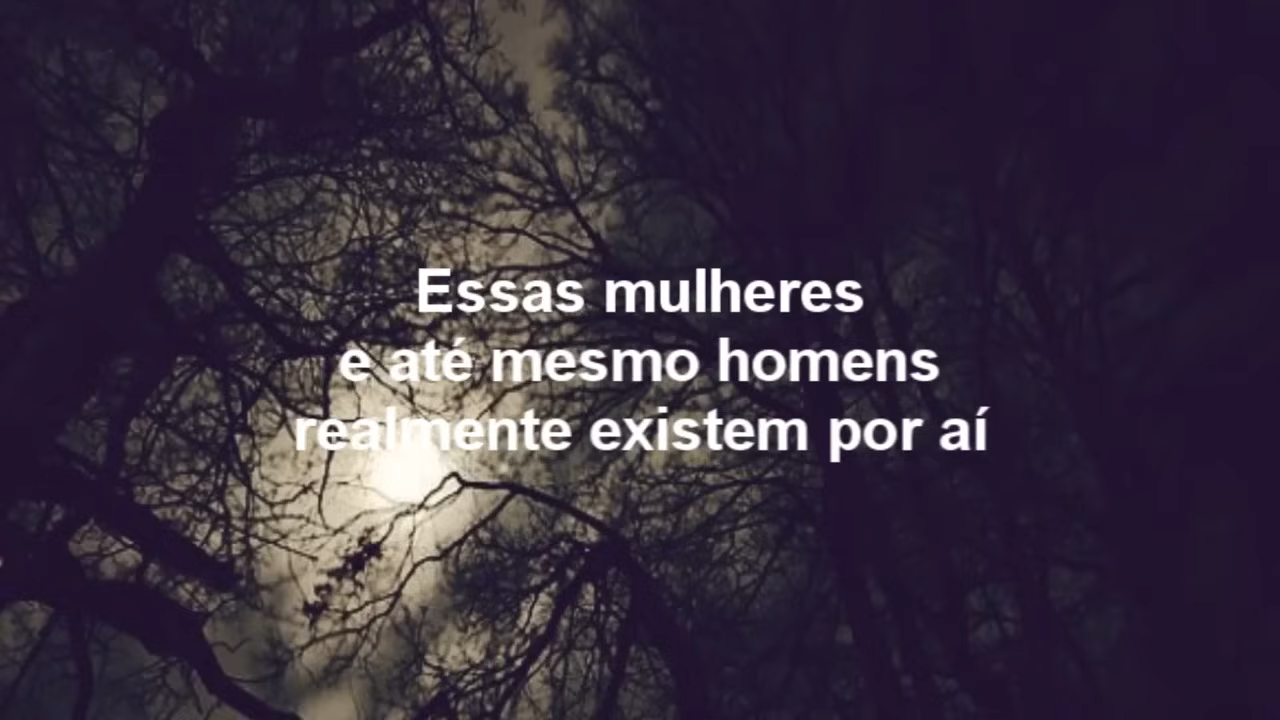 Essas mulheres
e até mesmo homens
realmente existem por aí